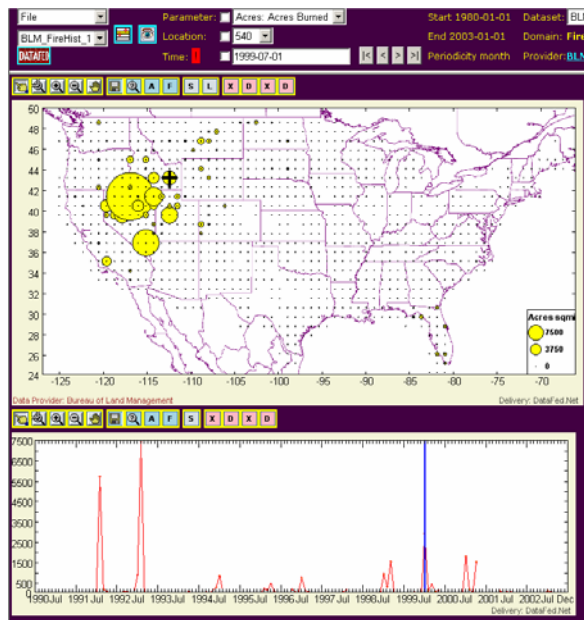 File Parameter: Acres: Acres Burned Start 1980-01-01 Dataset: BL
BLM_FireHist_1 Location: 540 End 2003-01-01 Domain: Fire
DATAFED Time: 1999-07-01 |< < > >| Periodicity month Provider: BLM
A F S L X D X D
50
48
46
44
42
40
38
36
34
32
30
28
26
24
Acres sqmi
7500
3750
0
-125 -120 -115 -110 -105 -100 -95 -90 -85 -80 -75 -70
Data Provider: Bureau of Land Management Delivery: DataFed.Net
A F S L X D X D
7500
6500
5500
4500
3500
2500
1500
500
0
1990Jul 1991Jul 1992Jul 1993Jul 1994Jul 1995Jul 1996Jul 1997Jul 1998Jul 1999Jul 2000Jul 2001Jul 2002Jul Dec
Delivery: DataFed.Net